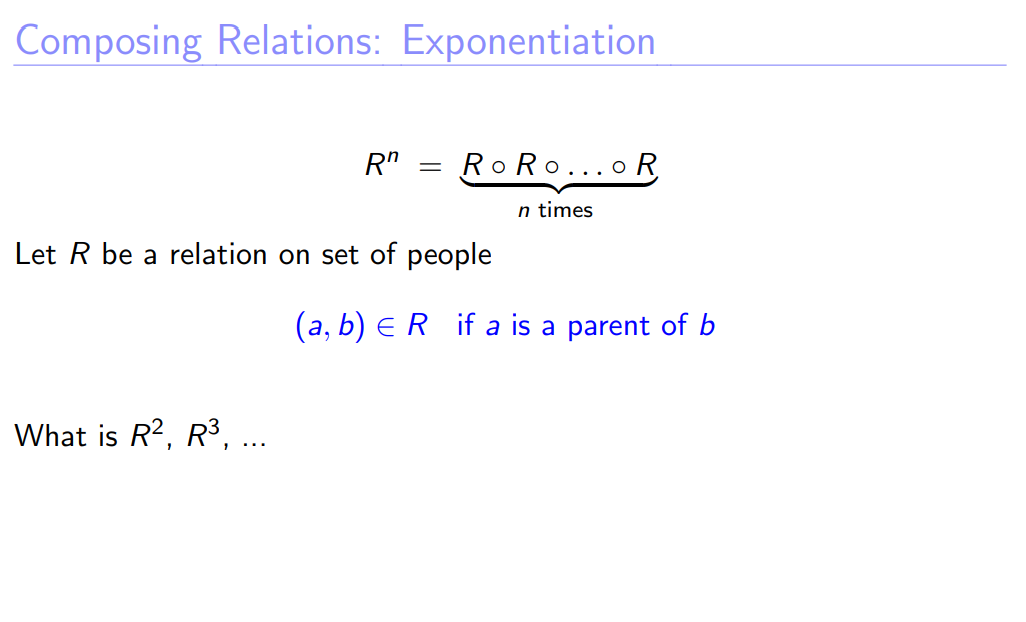 Composing Relations: Exponentiation
Rⁿ = R ∘ R ∘ . . . ∘ R
n times
Let R be a relation on set of people
(a, b) ∈ R if a is a parent of b
What is R², R³, ...